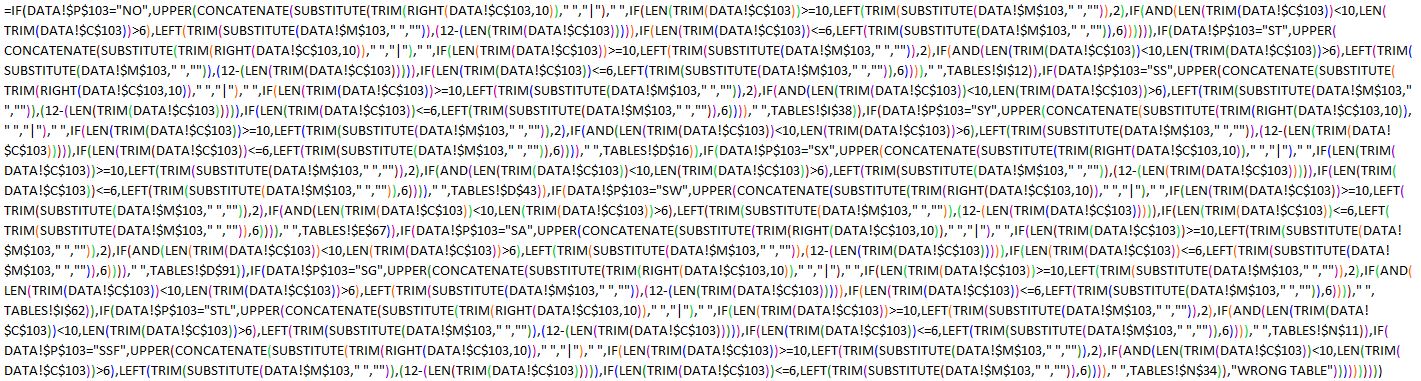 =IF(DATA!$P$103="NO",UPPER(CONCATENATE(SUBSTITUTE(TRIM(RIGHT(DATA!$C$103,10))," ","|")," ",IF(LEN(TRIM(DATA!$C$103))>=10,LEFT(TRIM(SUBSTITUTE(DATA!$M$103," ","")),2),IF(AND(LEN(TRIM(DATA!$C$103))<10,LEN(
TRIM(DATA!$C$103))>6),LEFT(TRIM(SUBSTITUTE(DATA!$M$103," ","")),(12-(LEN(TRIM(DATA!$C$103))))),IF(LEN(TRIM(DATA!$C$103))<=6,LEFT(TRIM(SUBSTITUTE(DATA!$M$103," ","")),6)))))),IF(DATA!$P$103="ST",UPPER(
CONCATENATE(SUBSTITUTE(TRIM(RIGHT(DATA!$C$103,10))," ","|")," ",IF(LEN(TRIM(DATA!$C$103))>=10,LEFT(TRIM(SUBSTITUTE(DATA!$M$103," ","")),2),IF(AND(LEN(TRIM(DATA!$C$103))<10,LEN(TRIM(DATA!$C$103))>6),LEFT(TRIM(
SUBSTITUTE(DATA!$M$103," ","")),(12-(LEN(TRIM(DATA!$C$103))))),IF(LEN(TRIM(DATA!$C$103))<=6,LEFT(TRIM(SUBSTITUTE(DATA!$M$103," ","")),6))))," ",TABLES!$I$12)),IF(DATA!$P$103="SS",UPPER(CONCATENATE(SUBSTITUTE(
TRIM(RIGHT(DATA!$C$103,10))," ","|")," ",IF(LEN(TRIM(DATA!$C$103))>=10,LEFT(TRIM(SUBSTITUTE(DATA!$M$103," ","")),2),IF(AND(LEN(TRIM(DATA!$C$103))<10,LEN(TRIM(DATA!$C$103))>6),LEFT(TRIM(SUBSTITUTE(DATA!$M$103,"
","")),(12-(LEN(TRIM(DATA!$C$103))))),IF(LEN(TRIM(DATA!$C$103))<=6,LEFT(TRIM(SUBSTITUTE(DATA!$M$103," ","")),6))))," ",TABLES!$I$38)),IF(DATA!$P$103="SY",UPPER(CONCATENATE(SUBSTITUTE(TRIM(RIGHT(DATA!$C$103,10)),
" ","|")," ",IF(LEN(TRIM(DATA!$C$103))>=10,LEFT(TRIM(SUBSTITUTE(DATA!$M$103," ","")),2),IF(AND(LEN(TRIM(DATA!$C$103))<10,LEN(TRIM(DATA!$C$103))>6),LEFT(TRIM(SUBSTITUTE(DATA!$M$103," ","")),(12-(LEN(TRIM(DATA!
$C$103))))),IF(LEN(TRIM(DATA!$C$103))<=6,LEFT(TRIM(SUBSTITUTE(DATA!$M$103," ","")),6))))," ",TABLES!$D$16)),IF(DATA!$P$103="SX",UPPER(CONCATENATE(SUBSTITUTE(TRIM(RIGHT(DATA!$C$103,10))," ","|")," ",IF(LEN(TRIM(
DATA!$C$103))>=10,LEFT(TRIM(SUBSTITUTE(DATA!$M$103," ","")),2),IF(AND(LEN(TRIM(DATA!$C$103))<10,LEN(TRIM(DATA!$C$103))>6),LEFT(TRIM(SUBSTITUTE(DATA!$M$103," ","")),(12-(LEN(TRIM(DATA!$C$103))))),IF(LEN(TRIM(
DATA!$C$103))<=6,LEFT(TRIM(SUBSTITUTE(DATA!$M$103," ","")),6))))," ",TABLES!$D$43)),IF(DATA!$P$103="SW",UPPER(CONCATENATE(SUBSTITUTE(TRIM(RIGHT(DATA!$C$103,10))," ","|")," ",IF(LEN(TRIM(DATA!$C$103))>=10,LEFT(
TRIM(SUBSTITUTE(DATA!$M$103," ","")),2),IF(AND(LEN(TRIM(DATA!$C$103))<10,LEN(TRIM(DATA!$C$103))>6),LEFT(TRIM(SUBSTITUTE(DATA!$M$103," ","")),(12-(LEN(TRIM(DATA!$C$103))))),IF(LEN(TRIM(DATA!$C$103))<=6,LEFT(
TRIM(SUBSTITUTE(DATA!$M$103," ","")),6))))," ",TABLES!$E$67)),IF(DATA!$P$103="SA",UPPER(CONCATENATE(SUBSTITUTE(TRIM(RIGHT(DATA!$C$103,10))," ","|")," ",IF(LEN(TRIM(DATA!$C$103))>=10,LEFT(TRIM(SUBSTITUTE(DATA!
$M$103," ","")),2),IF(AND(LEN(TRIM(DATA!$C$103))<10,LEN(TRIM(DATA!$C$103))>6),LEFT(TRIM(SUBSTITUTE(DATA!$M$103," ","")),(12-(LEN(TRIM(DATA!$C$103))))),IF(LEN(TRIM(DATA!$C$103))<=6,LEFT(TRIM(SUBSTITUTE(DATA!
$M$103," ","")),6))))," ",TABLES!$D$91)),IF(DATA!$P$103="SG",UPPER(CONCATENATE(SUBSTITUTE(TRIM(RIGHT(DATA!$C$103,10))," ","|")," ",IF(LEN(TRIM(DATA!$C$103))>=10,LEFT(TRIM(SUBSTITUTE(DATA!$M$103," ","")),2),IF(AND(
LEN(TRIM(DATA!$C$103))<10,LEN(TRIM(DATA!$C$103))>6),LEFT(TRIM(SUBSTITUTE(DATA!$M$103," ","")),(12-(LEN(TRIM(DATA!$C$103))))),IF(LEN(TRIM(DATA!$C$103))<=6,LEFT(TRIM(SUBSTITUTE(DATA!$M$103," ","")),6))))," ",
TABLES!$I$62)),IF(DATA!$P$103="STL",UPPER(CONCATENATE(SUBSTITUTE(TRIM(RIGHT(DATA!$C$103,10))," ","|")," ",IF(LEN(TRIM(DATA!$C$103))>=10,LEFT(TRIM(SUBSTITUTE(DATA!$M$103," ","")),2),IF(AND(LEN(TRIM(DATA!
$C$103))<10,LEN(TRIM(DATA!$C$103))>6),LEFT(TRIM(SUBSTITUTE(DATA!$M$103," ","")),(12-(LEN(TRIM(DATA!$C$103))))),IF(LEN(TRIM(DATA!$C$103))<=6,LEFT(TRIM(SUBSTITUTE(DATA!$M$103," ","")),6))))," ",TABLES!$N$11)),IF(
DATA!$P$103="SSF",UPPER(CONCATENATE(SUBSTITUTE(TRIM(RIGHT(DATA!$C$103,10))," ","|")," ",IF(LEN(TRIM(DATA!$C$103))>=10,LEFT(TRIM(SUBSTITUTE(DATA!$M$103," ","")),2),IF(AND(LEN(TRIM(DATA!$C$103))<10,LEN(TRIM(
DATA!$C$103))>6),LEFT(TRIM(SUBSTITUTE(DATA!$M$103," ","")),(12-(LEN(TRIM(DATA!$C$103))))),IF(LEN(TRIM(DATA!$C$103))<=6,LEFT(TRIM(SUBSTITUTE(DATA!$M$103," ","")),6))))," ",TABLES!$N$34)),"WRONG TABLE"))))))))))